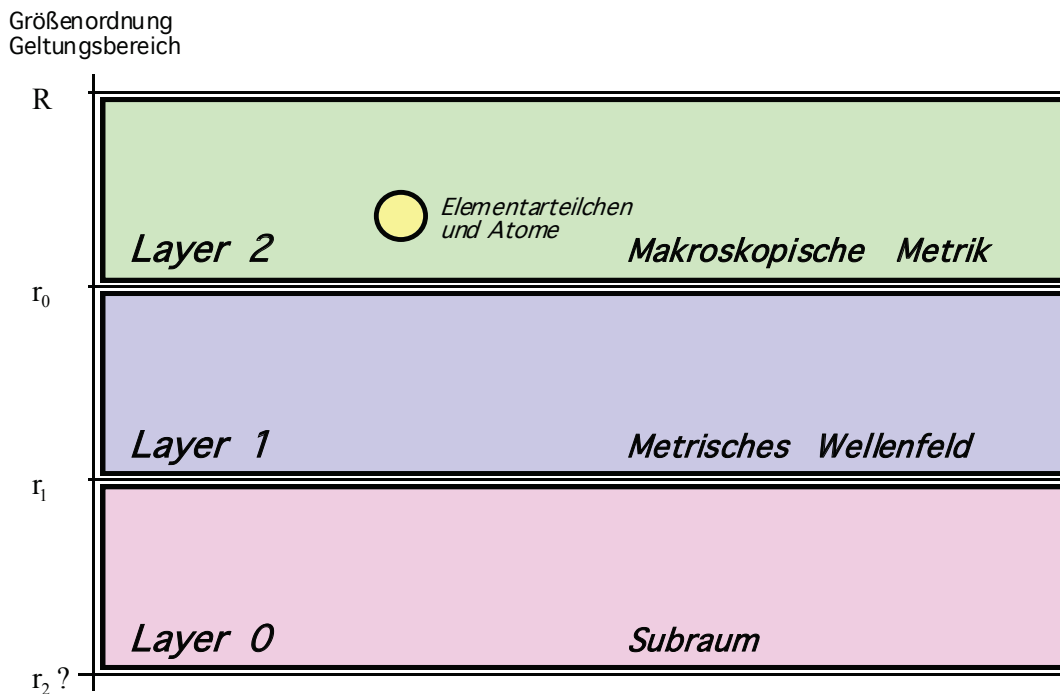 Größenordnung
Geltungsbereich
R
Elementarteilchen
und Atome
Layer 2 Makroskopische Metrik
r₀
Layer 1 Metrisches Wellenfeld
r₁
Layer 0 Subraum
r₂ ?